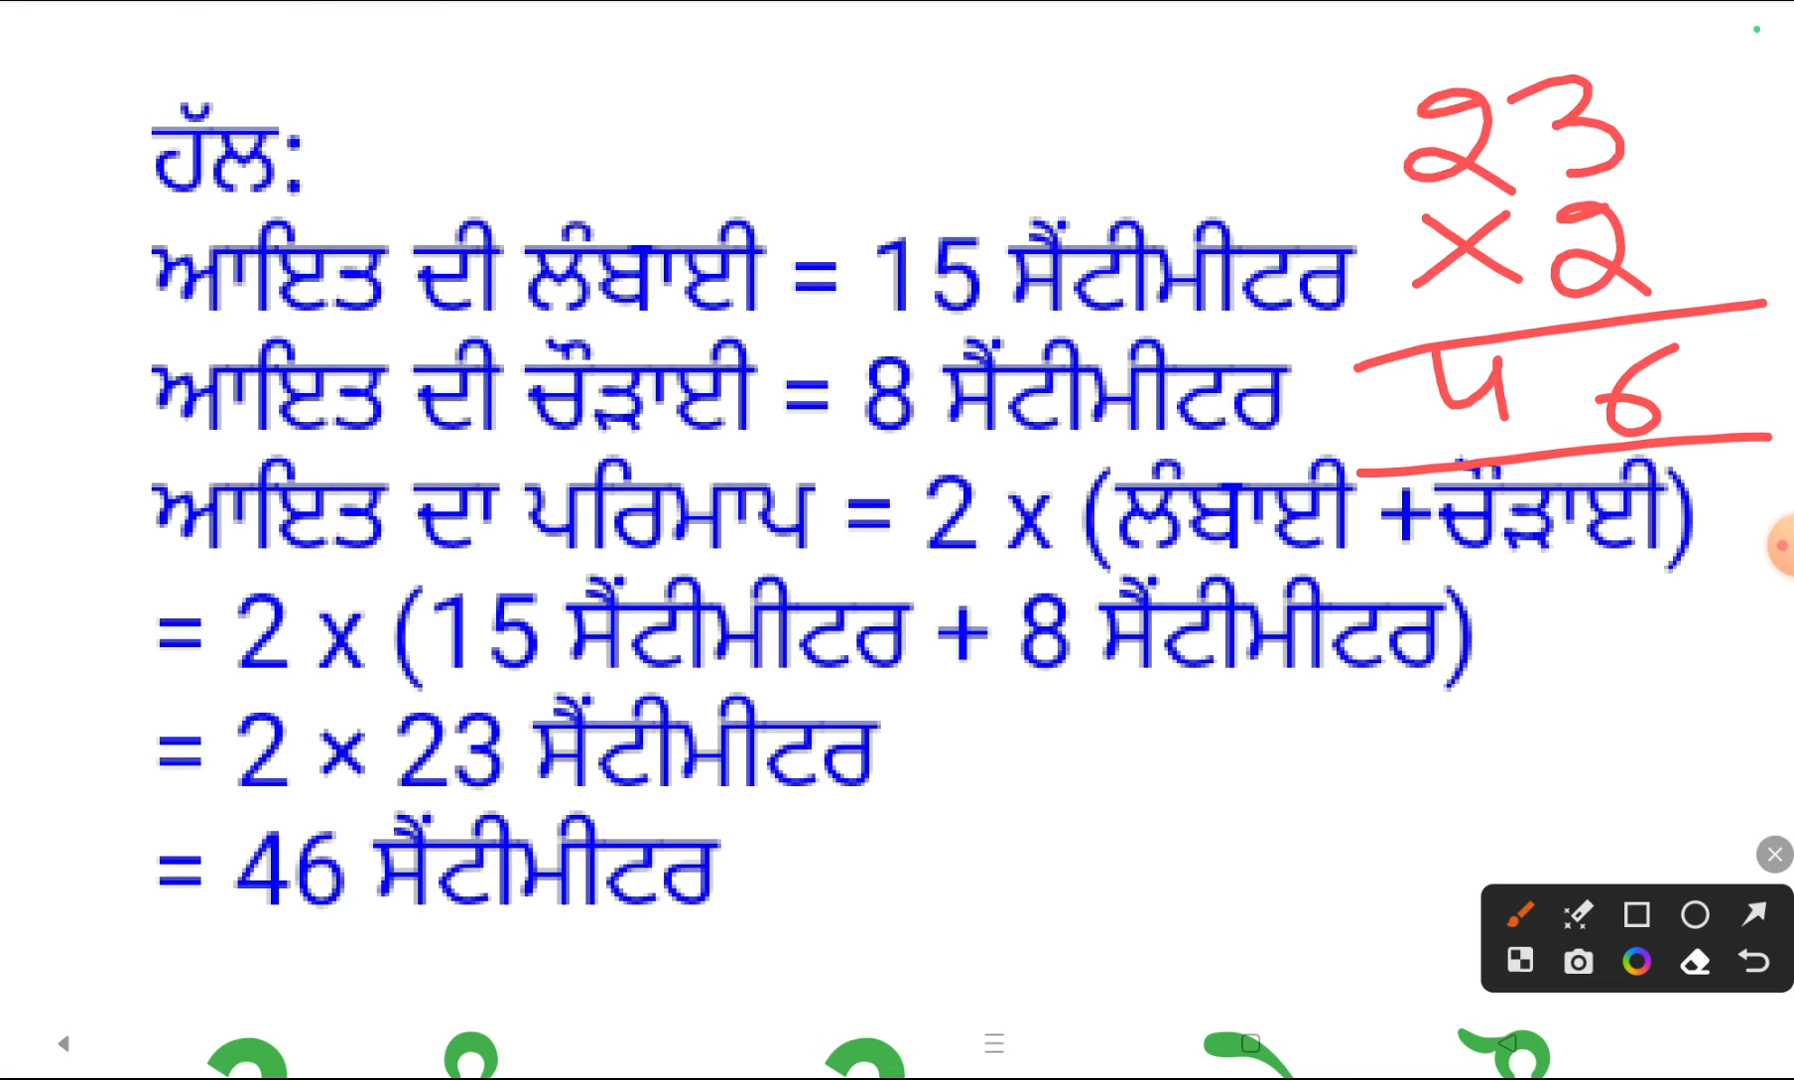 ਹੱਲ:
ਆਇਤ ਦੀ ਲੰਬਾਈ = 15 ਸੈਂਟੀਮੀਟਰ
ਆਇਤ ਦੀ ਚੌੜਾਈ = 8 ਸੈਂਟੀਮੀਟਰ
ਆਇਤ ਦਾ ਪਰਿਮਾਪ = 2 x (ਲੰਬਾਈ +ਚੌੜਾਈ)
= 2 x (15 ਸੈਂਟੀਮੀਟਰ + 8 ਸੈਂਟੀਮੀਟਰ)
= 2 × 23 ਸੈਂਟੀਮੀਟਰ
= 46 ਸੈਂਟੀਮੀਟਰ
23
×2
46